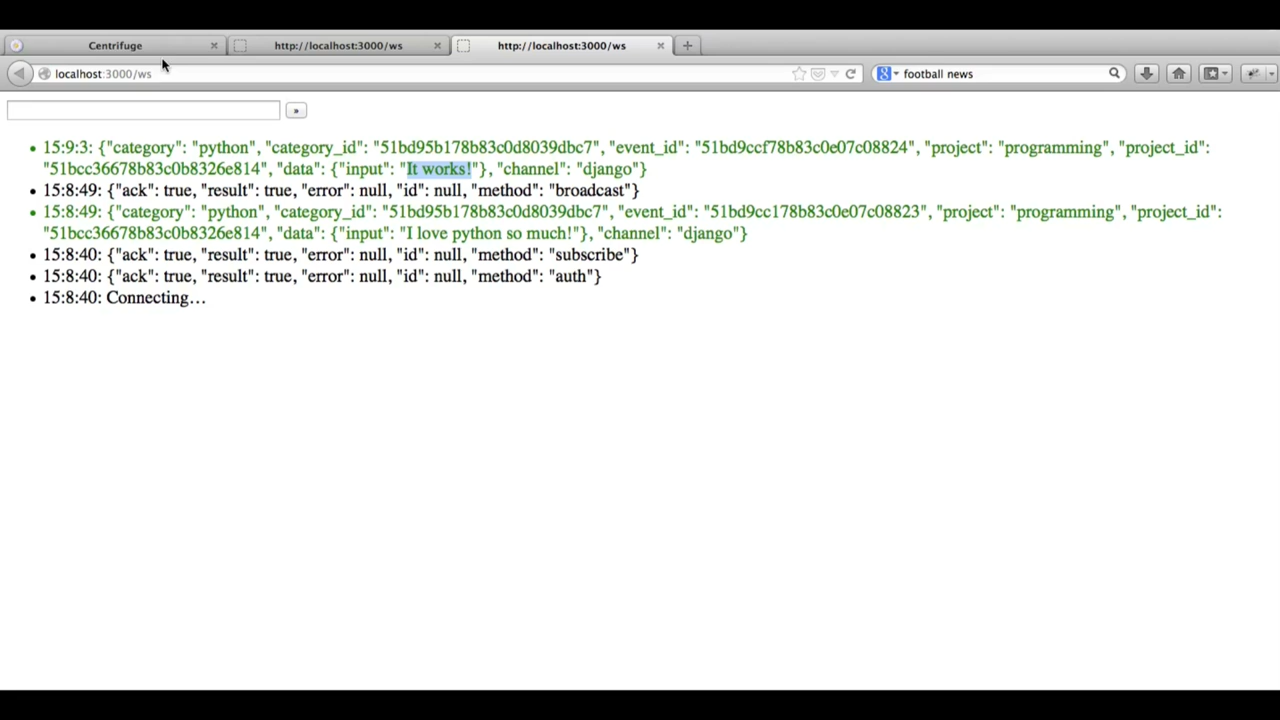 Centrifuge
http://localhost:3000/ws
http://localhost:3000/ws
localhost:3000/ws
football news
»
15:9:3: {"category": "python", "category_id": "51bd95b178b83c0d8039dbc7", "event_id": "51bd9ccf78b83c0e07c08824", "project": "programming", "project_id":
"51bcc36678b83c0b8326e814", "data": {"input": "It works!"}, "channel": "django"}
15:8:49: {"ack": true, "result": true, "error": null, "id": null, "method": "broadcast"}
15:8:49: {"category": "python", "category_id": "51bd95b178b83c0d8039dbc7", "event_id": "51bd9cc178b83c0e07c08823", "project": "programming", "project_id":
"51bcc36678b83c0b8326e814", "data": {"input": "I love python so much!"}, "channel": "django"}
15:8:40: {"ack": true, "result": true, "error": null, "id": null, "method": "subscribe"}
15:8:40: {"ack": true, "result": true, "error": null, "id": null, "method": "auth"}
15:8:40: Connecting…